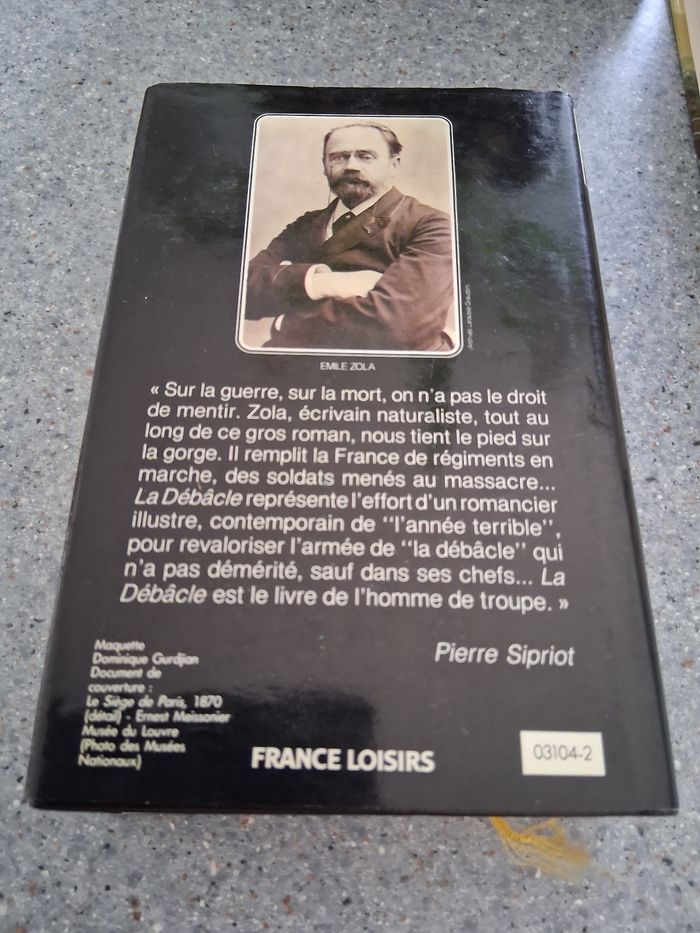 Archives Larousse-Giraudon
EMILE ZOLA
« Sur la guerre, sur la mort, on n'a pas le droit
de mentir. Zola, écrivain naturaliste, tout au
long de ce gros roman, nous tient le pied sur
la gorge. Il remplit la France de régiments en
marche, des soldats menés au massacre...
La Débâcle représente l'effort d'un romancier
illustre, contemporain de "l'année terrible",
pour revaloriser l'armée de "la débâcle" qui
n'a pas démérité, sauf dans ses chefs... La
Débâcle est le livre de l'homme de troupe. »
Pierre Sipriot
Maquette
Dominique Gurdjian
Document de
couverture :
Le Siège de Paris, 1870
(détail) - Ernest Meissonier
Musée du Louvre
(Photo des Musées
Nationaux)
FRANCE LOISIRS
03104-2